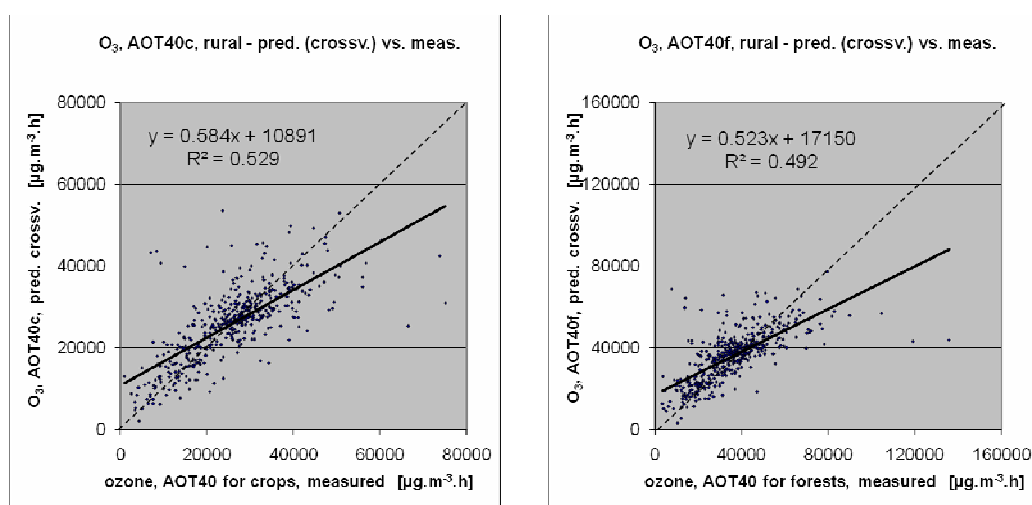 O₃, AOT40c, rural - pred. (crossv.) vs. meas.
O₃, AOT40c, pred. crossv. [µg.m⁻³.h]
80000
60000
40000
20000
0
y = 0.584x + 10891
R² = 0.529
0 20000 40000 60000 80000
ozone, AOT40 for crops, measured [µg.m⁻³.h]
O₃, AOT40f, rural - pred. (crossv.) vs. meas.
O₃, AOT40f, pred. crossv. [µg.m⁻³.h]
160000
120000
80000
40000
0
y = 0.523x + 17150
R² = 0.492
0 40000 80000 120000 160000
ozone, AOT40 for forests, measured [µg.m⁻³.h]